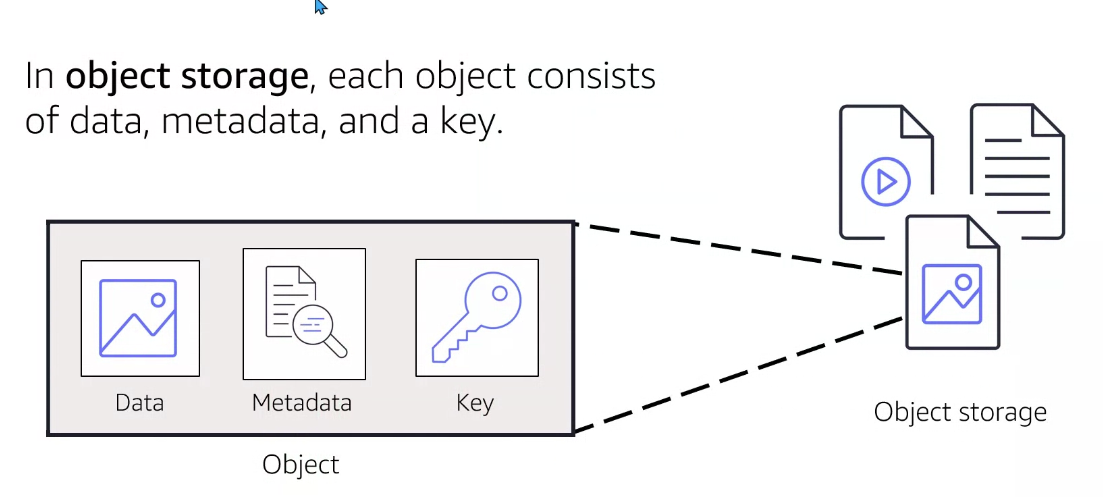 In object storage, each object consists
of data, metadata, and a key.
Data
Metadata
Key
Object
Object storage